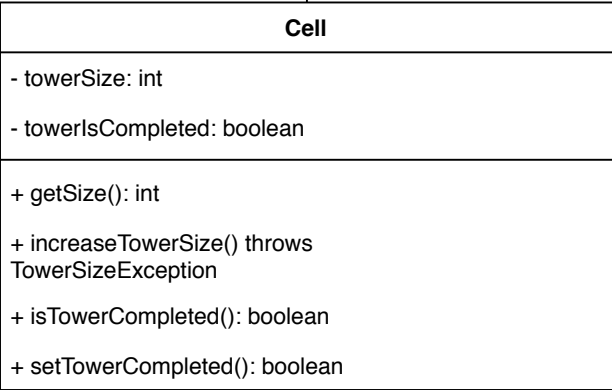 Cell
- towerSize: int
- towerIsCompleted: boolean
+ getSize(): int
+ increaseTowerSize() throws
TowerSizeException
+ isTowerCompleted(): boolean
+ setTowerCompleted(): boolean